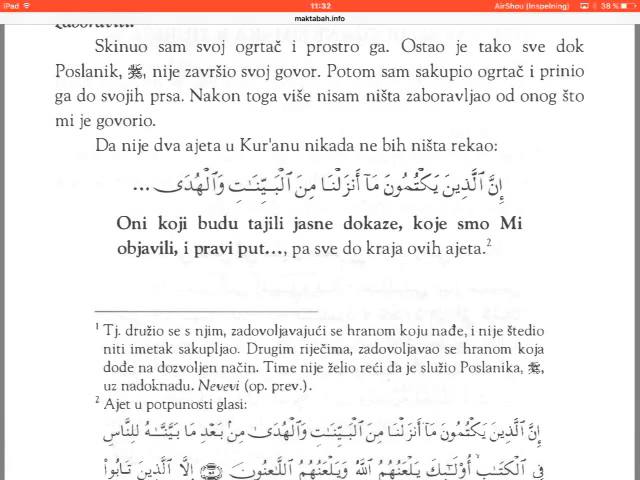 iPad 11:32 AirShou (Inspelning) 38 %
maktabah.info
zaboraviti.
Skinuo sam svoj ogrtač i prostro ga. Ostao je tako sve dok
Poslanik, ﷺ, nije završio svoj govor. Potom sam sakupio ogrtač i prinio
ga do svojih prsa. Nakon toga više nisam ništa zaboravljao od onog što
mi je govorio.
Da nije dva ajeta u Kur'anu nikada ne bih ništa rekao:
إِنَّ ٱلَّذِينَ يَكْتُمُونَ مَآ أَنزَلْنَا مِنَ ٱلْبَيِّنَـٰتِ وَٱلْهُدَى ...
Oni koji budu tajili jasne dokaze, koje smo Mi
objavili, i pravi put..., pa sve do kraja ovih ajeta.²
¹ Tj. družio se s njim, zadovoljavajući se hranom koju nađe, i nije štedio
niti imetak sakupljao. Drugim riječima, zadovoljavao se hranom koja
dođe na dozvoljen način. Time nije želio reći da je služio Poslanika, ﷺ,
uz nadoknadu. Nevevi (op. prev.).
² Ajet u potpunosti glasi:
إِنَّ ٱلَّذِينَ يَكْتُمُونَ مَآ أَنزَلْنَا مِنَ ٱلْبَيِّنَـٰتِ وَٱلْهُدَىٰ مِنۢ بَعْدِ مَا بَيَّنَّـٰهُ لِلنَّاسِ
فِى ٱلْكِتَـٰبِ ۙ أُو۟لَـٰٓئِكَ يَلْعَنُهُمُ ٱللَّهُ وَيَلْعَنُهُمُ ٱللَّـٰعِنُونَ ۝ إِلَّا ٱلَّذِينَ تَابُوا۟